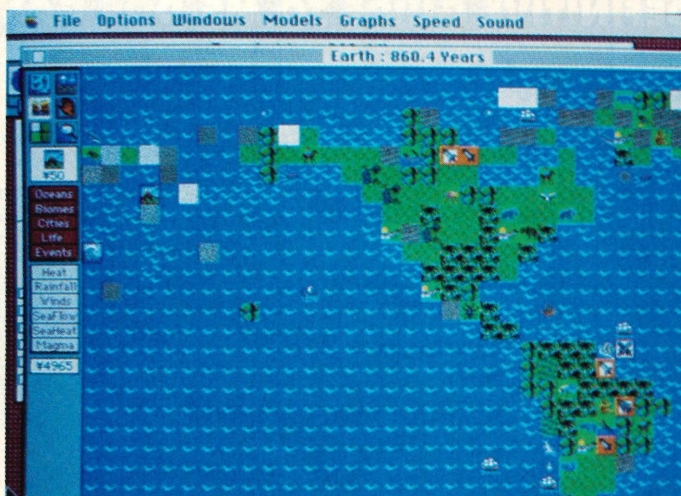 File Options Windows Models Graphs Speed Sound
Earth : 860.4 Years
¥50
Oceans
Biomes
Cities
Life
Events
Heat
Rainfall
Winds
SeaFlow
SeaHeat
Magma
¥4965